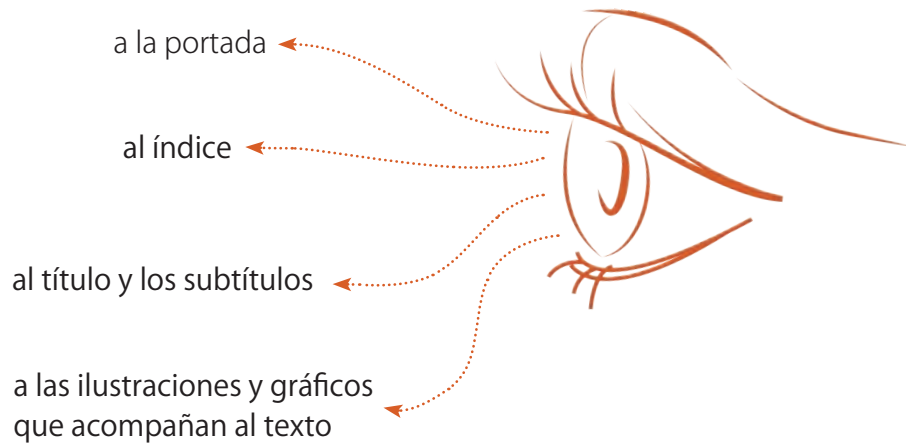 a la portada
al índice
al título y los subtítulos
a las ilustraciones y gráficos
que acompañan al texto